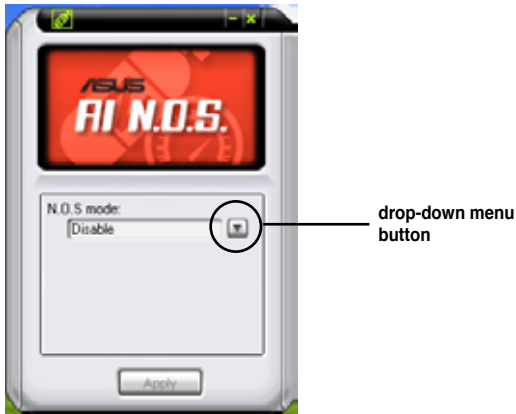 ASUS
AI N.O.S.
N.O.S mode:
Disable
drop-down menu
button
Apply